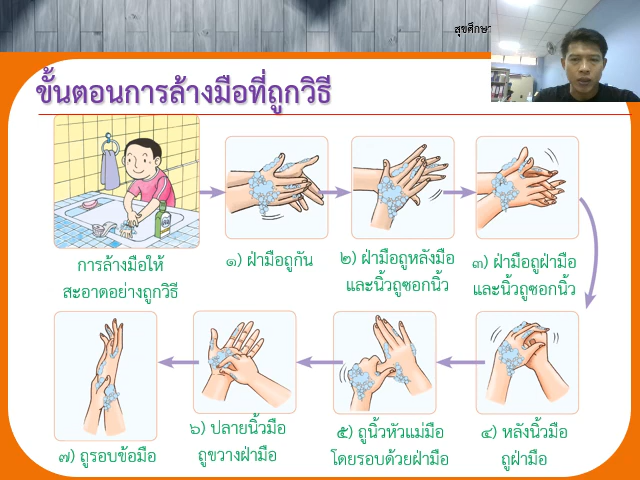 สุขศึกษา
ขั้นตอนการล้างมือที่ถูกวิธี
การล้างมือให้
สะอาดอย่างถูกวิธี
๑) ฝ่ามือถูกัน
๒) ฝ่ามือถูหลังมือ
และนิ้วถูซอกนิ้ว
๓) ฝ่ามือถูฝ่ามือ
และนิ้วถูซอกนิ้ว
๔) หลังนิ้วมือ
ถูฝ่ามือ
๕) ถูนิ้วหัวแม่มือ
โดยรอบด้วยฝ่ามือ
๖) ปลายนิ้วมือ
ถูขวางฝ่ามือ
๗) ถูรอบข้อมือ